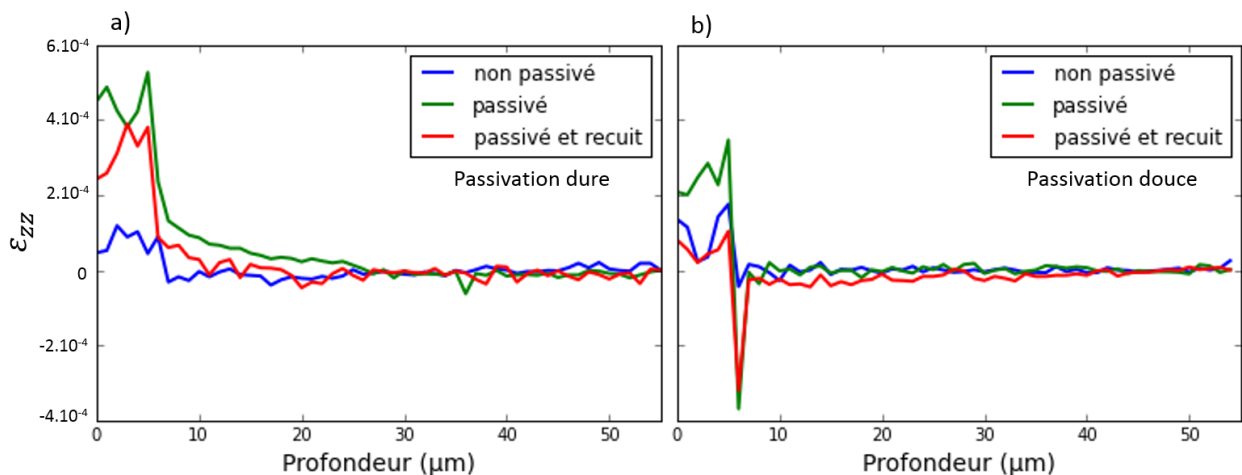 a)
6.10⁻⁴
4.10⁻⁴
2.10⁻⁴
0
-2.10⁻⁴
-4.10⁻⁴
εZZ
non passivé
passivé
passivé et recuit
Passivation dure
0 10 20 30 40 50
Profondeur (µm)
b)
non passivé
passivé
passivé et recuit
Passivation douce
0 10 20 30 40 50
Profondeur (µm)